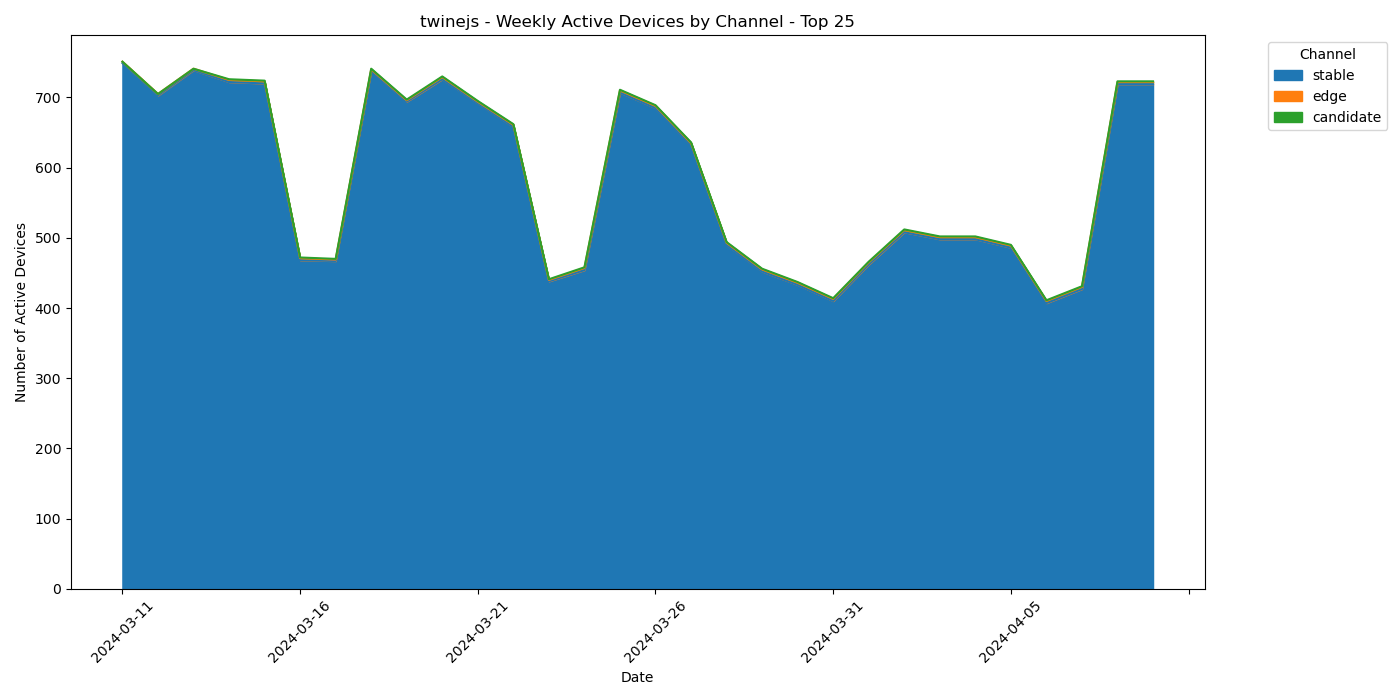 twinejs - Weekly Active Devices by Channel - Top 25
Channel
stable
edge
candidate
Number of Active Devices
700
600
500
400
300
200
100
0
2024-03-11
2024-03-16
2024-03-21
2024-03-26
2024-03-31
2024-04-05
Date